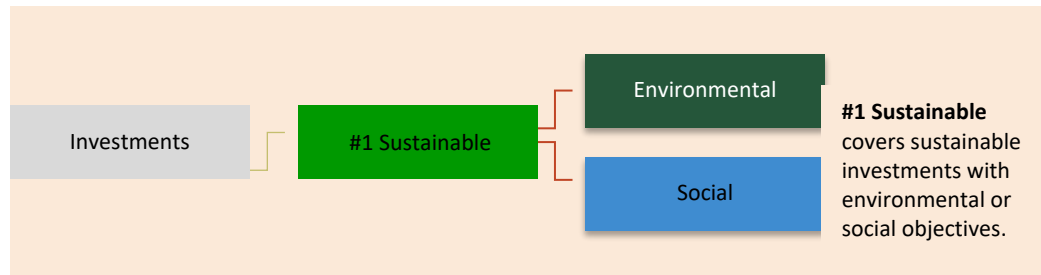 Investments
#1 Sustainable
Environmental
Social
#1 Sustainable
covers sustainable
investments with
environmental or
social objectives.